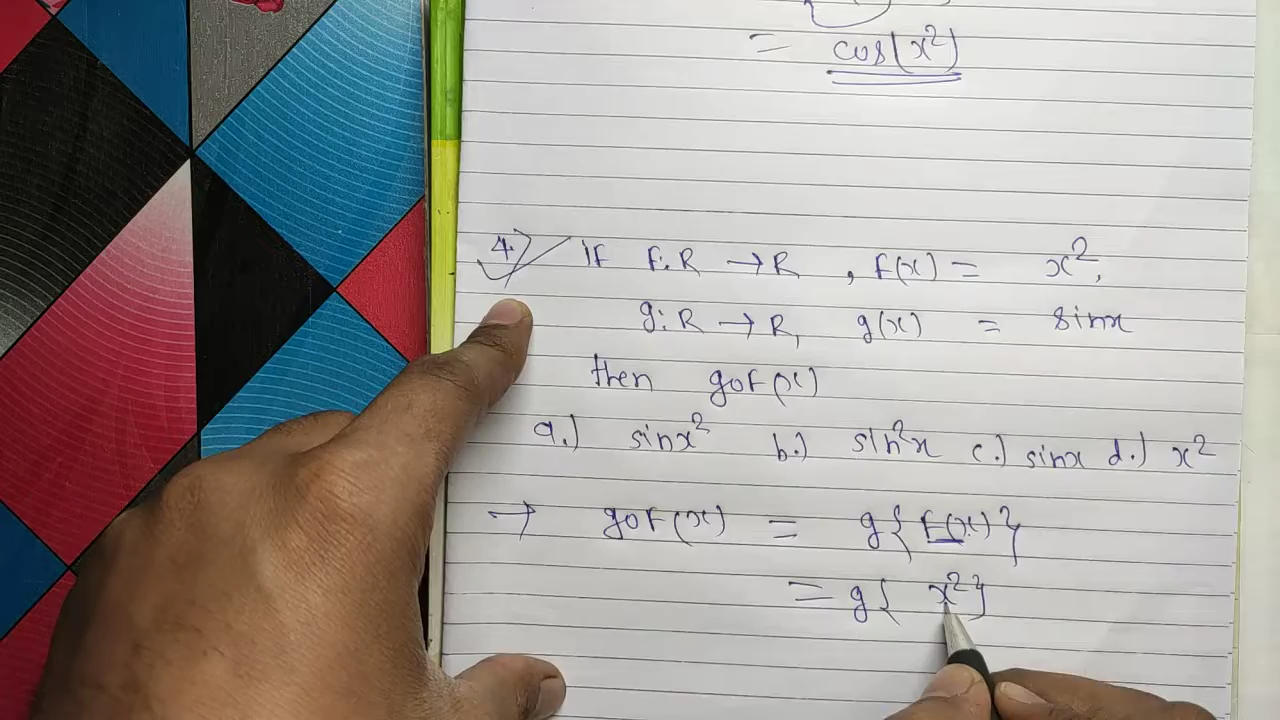 = cos(x²)
4) If f: R → R , f(x) = x²,
g: R → R, g(x) = sinx
then gof(x)
a.) sinx² b.) sin²x c.) sinx d.) x²
→ gof(x) = g{f(x)}
= g{ x²}